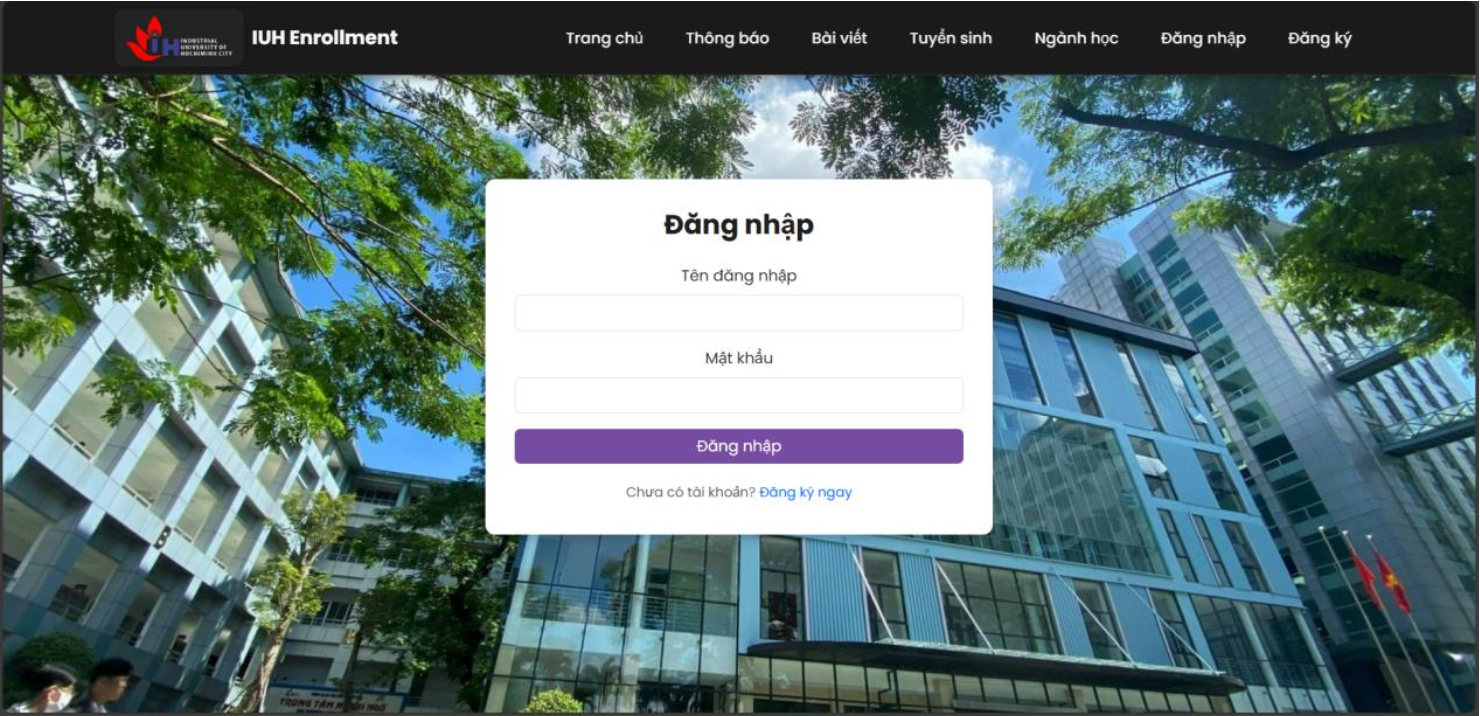 IUH
INDUSTRIAL
UNIVERSITY OF
HOCHIMINH CITY
IUH Enrollment
Trang chủ
Thông báo
Bài viết
Tuyển sinh
Ngành học
Đăng nhập
Đăng ký
Đăng nhập
Tên đăng nhập
Mật khẩu
Đăng nhập
Chưa có tài khoản? Đăng ký ngay
B
TRUNG TÂM NGOẠI NGỮ